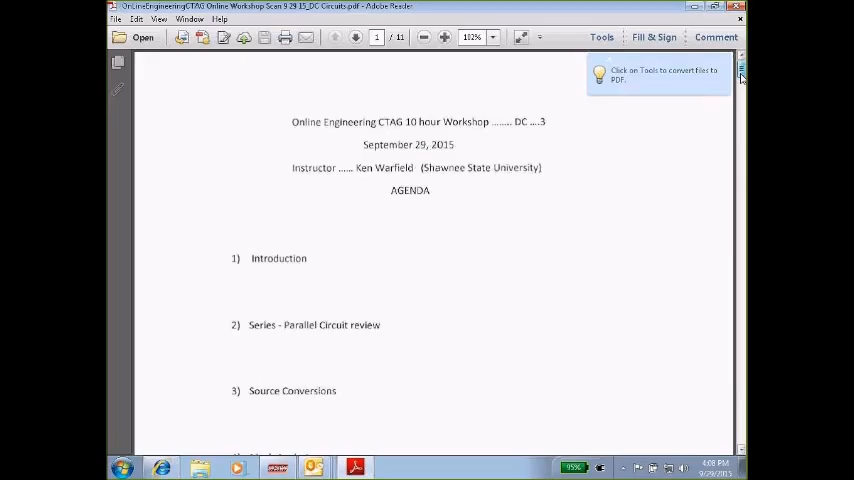 OnLineEngineeringCTAG Online Workshop Scan 9 29 15_DC Circuits.pdf - Adobe Reader
File Edit View Window Help
Open 1 / 11 102% Tools Fill & Sign Comment
Click on Tools to convert files to
PDF.
Online Engineering CTAG 10 hour Workshop ........ DC ....3
September 29, 2015
Instructor ...... Ken Warfield (Shawnee State University)
AGENDA
1) Introduction
2) Series - Parallel Circuit review
3) Source Conversions
95%
4:08 PM
9/29/2015